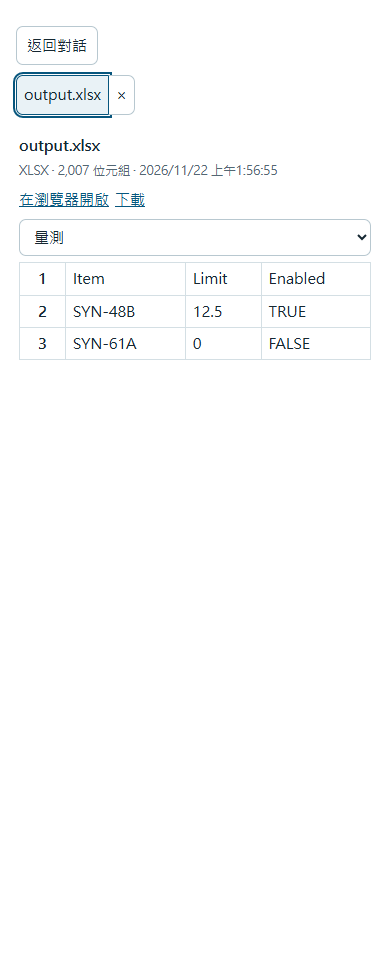 返回對話
output.xlsx ×
output.xlsx
XLSX · 2,007 位元組 · 2026/11/22 上午1:56:55
在瀏覽器開啟 下載
量測
1 Item Limit Enabled
2 SYN-48B 12.5 TRUE
3 SYN-61A 0 FALSE